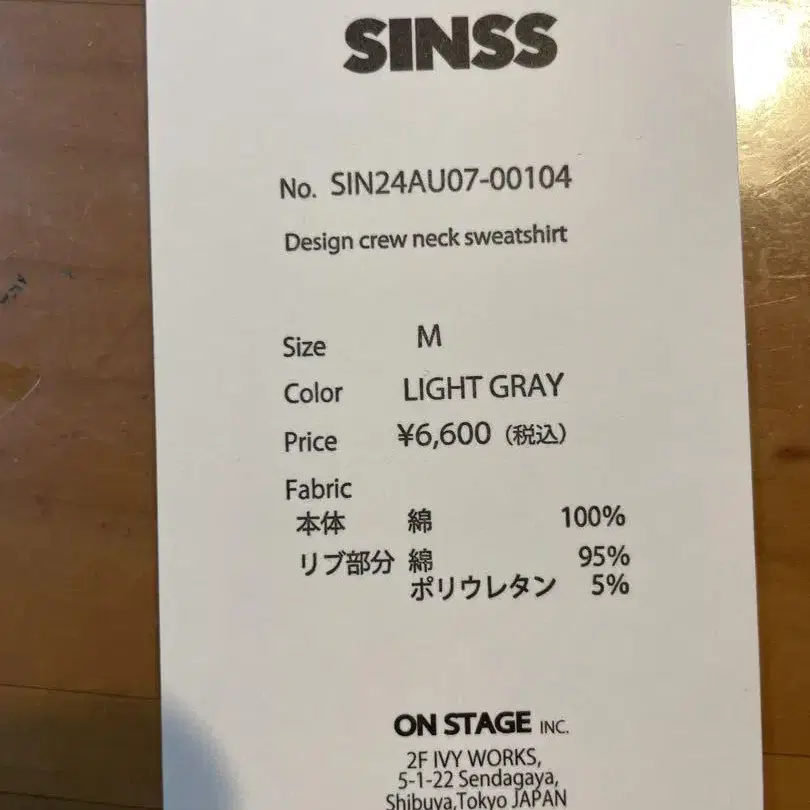 SINSS
No. SIN24AU07-00104
Design crew neck sweatshirt
Size M
Color LIGHT GRAY
Price ¥6,600 (税込)
Fabric
本体 綿 100%
リブ部分 綿 95%
ポリウレタン 5%
ON STAGE INC.
2F IVY WORKS,
5-1-22 Sendagaya,
Shibuya,Tokyo JAPAN